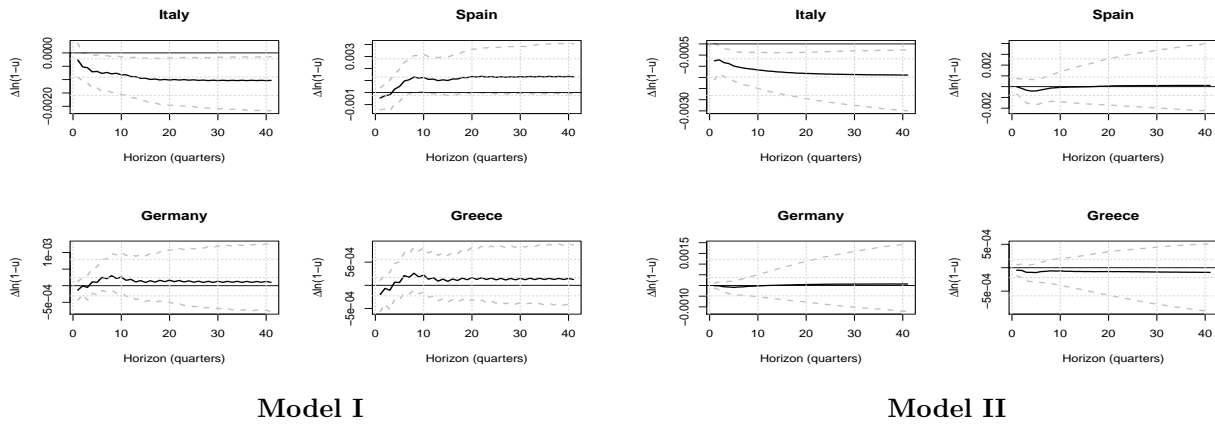 Italy
Δln(1−u)
0.0000
−0.0020
0 10 20 30 40
Horizon (quarters)
Spain
Δln(1−u)
0.003
−0.001
0 10 20 30 40
Horizon (quarters)
Germany
Δln(1−u)
1e−03
−5e−04
0 10 20 30 40
Horizon (quarters)
Greece
Δln(1−u)
5e−04
−5e−04
0 10 20 30 40
Horizon (quarters)
Model I
Italy
Δln(1−u)
−0.0005
−0.0030
0 10 20 30 40
Horizon (quarters)
Spain
Δln(1−u)
0.002
−0.002
0 10 20 30 40
Horizon (quarters)
Germany
Δln(1−u)
0.0015
−0.0010
0 10 20 30 40
Horizon (quarters)
Greece
Δln(1−u)
5e−04
−5e−04
0 10 20 30 40
Horizon (quarters)
Model II